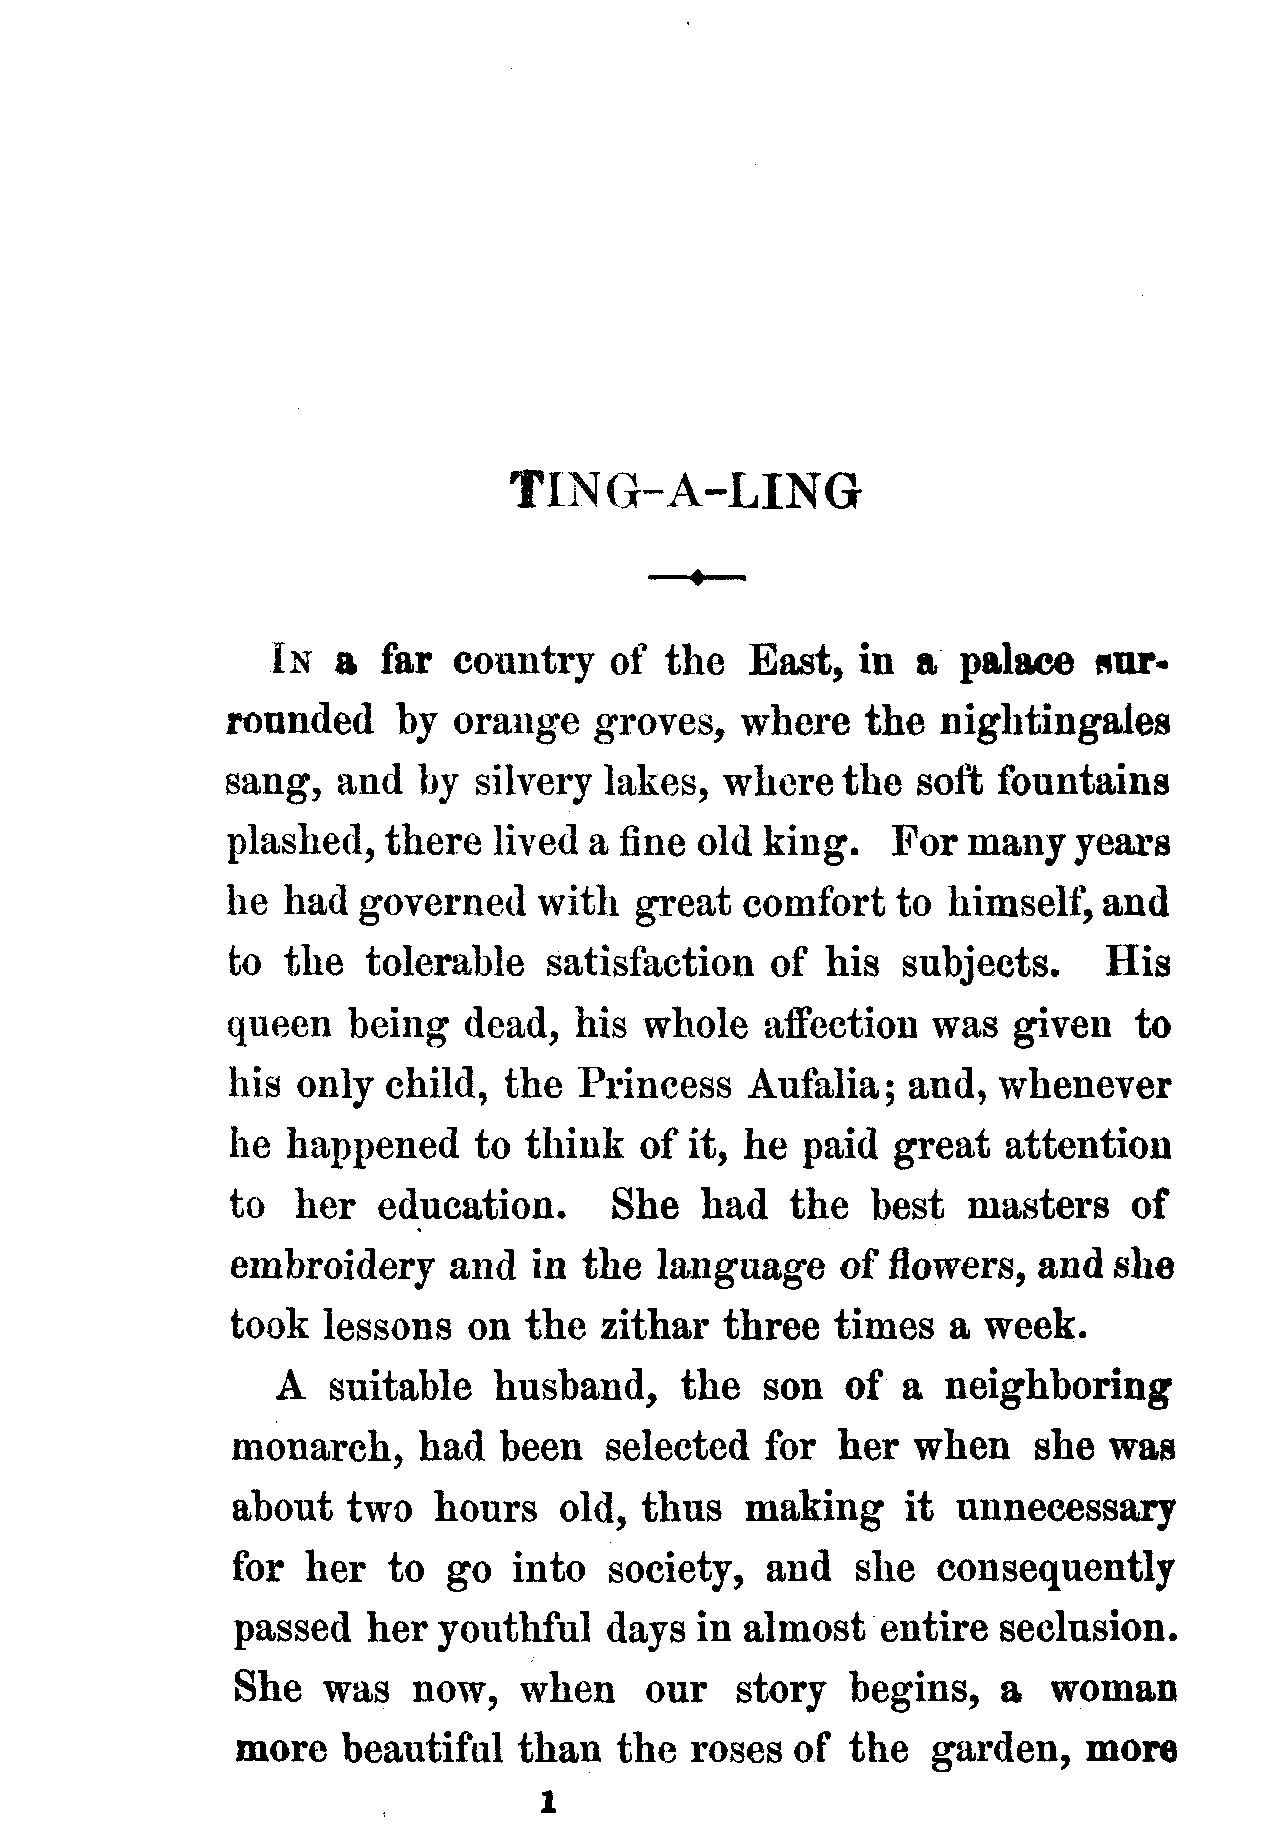 TING-A-LING
IN a far country of the East, in a palace sur-
rounded by orange groves, where the nightingales
sang, and by silvery lakes, where the soft fountains
plashed, there lived a fine old king. For many years
he had governed with great comfort to himself, and
to the tolerable satisfaction of his subjects. His
queen being dead, his whole affection was given to
his only child, the Princess Aufalia; and, whenever
he happened to think of it, he paid great attention
to her education. She had the best masters of
embroidery and in the language of flowers, and she
took lessons on the zithar three times a week.
A suitable husband, the son of a neighboring
monarch, had been selected for her when she was
about two hours old, thus making it unnecessary
for her to go into society, and she consequently
passed her youthful days in almost entire seclusion.
She was now, when our story begins, a woman
more beautiful than the roses of the garden, more
1